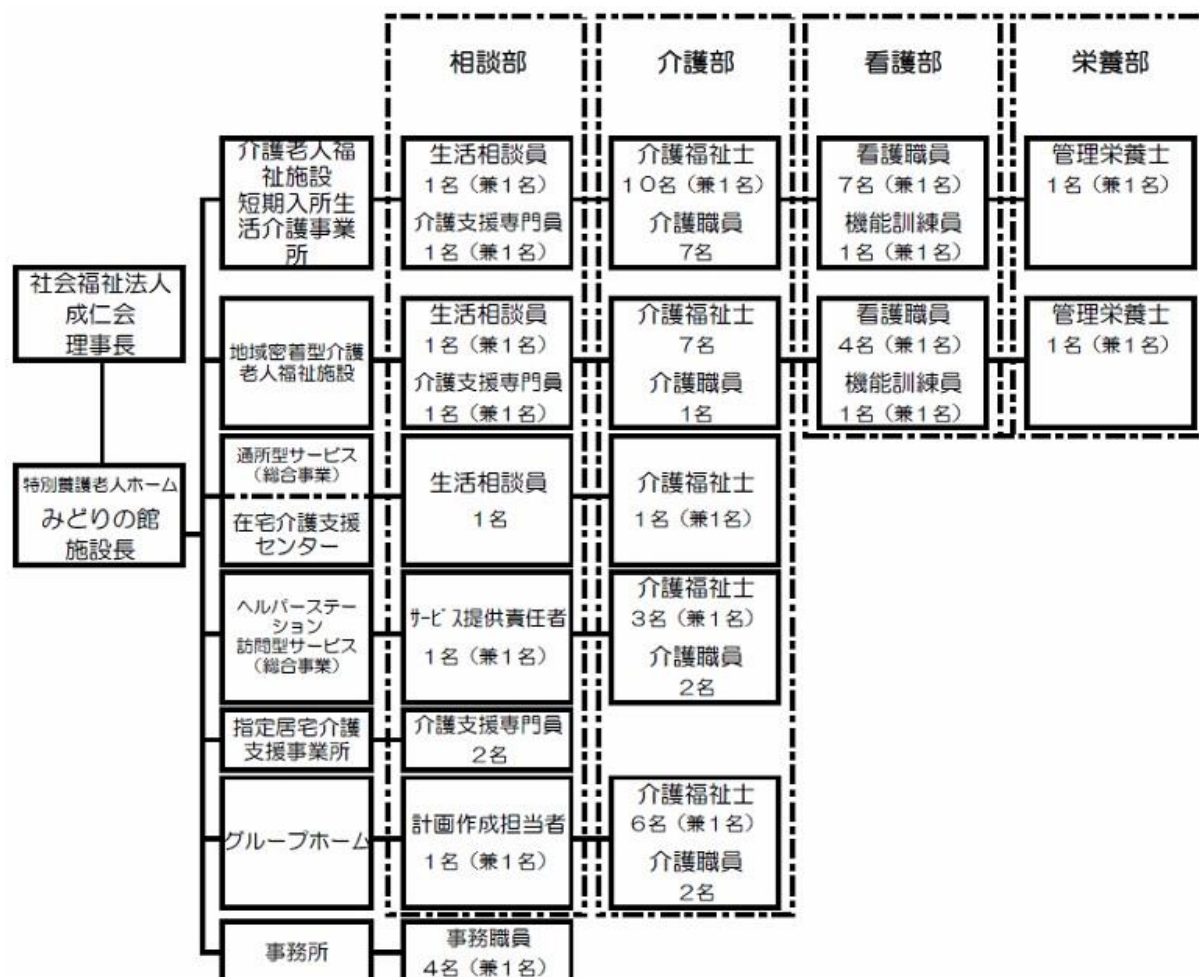 相談部
介護部
看護部
栄養部
社会福祉法人
成仁会
理事長
特別養護老人ホーム
みどりの館
施設長
介護老人福
祉施設
短期入所生
活介護事業
所
生活相談員
1名（兼1名）
介護支援専門員
1名（兼1名）
介護福祉士
10名（兼1名）
介護職員
7名
看護職員
7名（兼1名）
機能訓練員
1名（兼1名）
管理栄養士
1名（兼1名）
地域密着型介護
老人福祉施設
生活相談員
1名（兼1名）
介護支援専門員
1名（兼1名）
介護福祉士
7名
介護職員
1名
看護職員
4名（兼1名）
機能訓練員
1名（兼1名）
管理栄養士
1名（兼1名）
通所型サービス
（総合事業）
在宅介護支援
センター
生活相談員
1名
介護福祉士
1名（兼1名）
ヘルパーステ
ーション
訪問型サービス
（総合事業）
ｻｰﾋﾞｽ提供責任者
1名（兼1名）
介護福祉士
3名（兼1名）
介護職員
2名
指定居宅介護
支援事業所
介護支援専門員
2名
グループホーム
計画作成担当者
1名（兼1名）
介護福祉士
6名（兼1名）
介護職員
2名
事務所
事務職員
4名（兼1名）